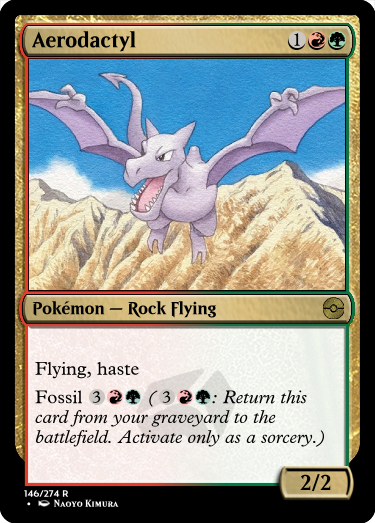 Aerodactyl 1
Pokémon — Rock Flying
Flying, haste
Fossil 3 ( 3 : Return this
card from your graveyard to the
battlefield. Activate only as a sorcery.)
2/2
146/274 R
• Naoyo Kimura